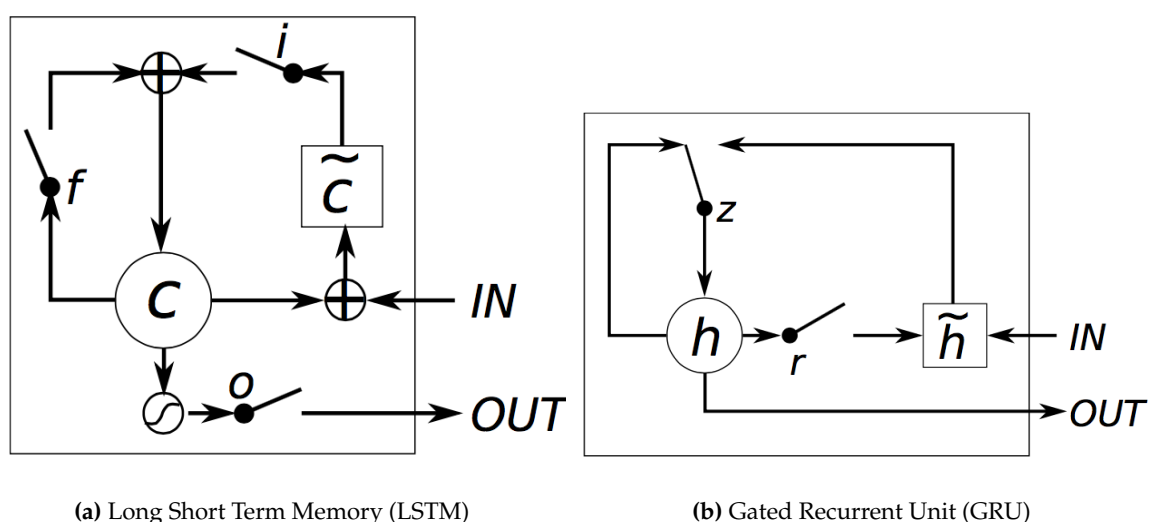 i
f
c̃
c
IN
o
OUT
z
h
r
h̃
IN
OUT
(a) Long Short Term Memory (LSTM)
(b) Gated Recurrent Unit (GRU)